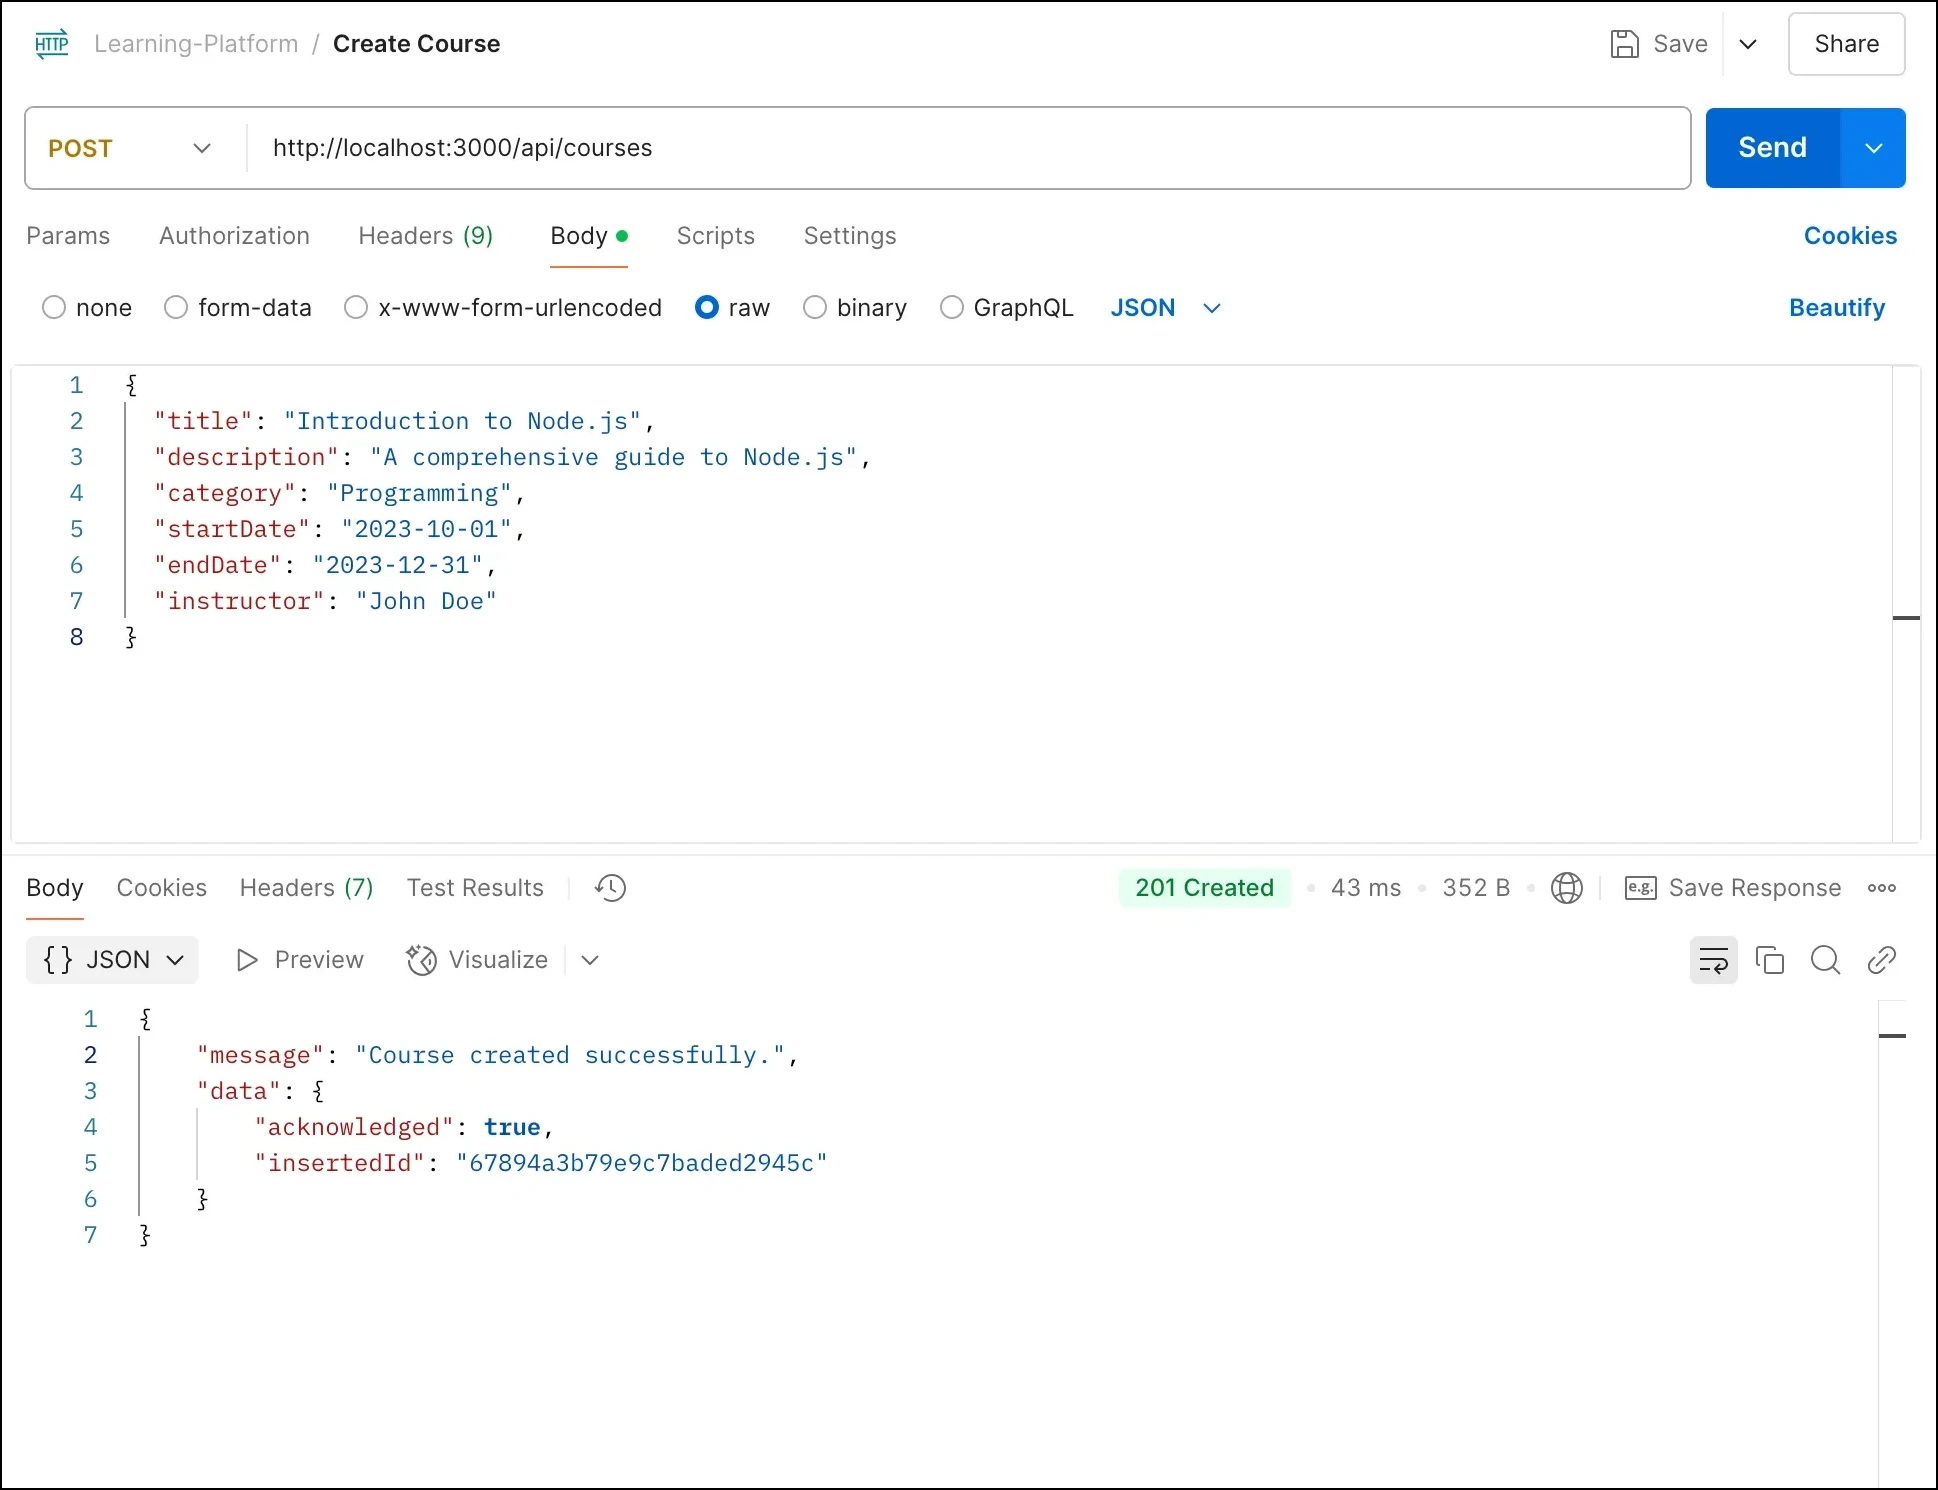 HTTP Learning-Platform / Create Course Save Share
POST http://localhost:3000/api/courses Send
Params Authorization Headers (9) Body Scripts Settings Cookies
none form-data x-www-form-urlencoded raw binary GraphQL JSON Beautify
1 {
2 "title": "Introduction to Node.js",
3 "description": "A comprehensive guide to Node.js",
4 "category": "Programming",
5 "startDate": "2023-10-01",
6 "endDate": "2023-12-31",
7 "instructor": "John Doe"
8 }
Body Cookies Headers (7) Test Results 201 Created 43 ms 352 B e.g. Save Response
{} JSON Preview Visualize
1 {
2 "message": "Course created successfully.",
3 "data": {
4 "acknowledged": true,
5 "insertedId": "67894a3b79e9c7baded2945c"
6 }
7 }